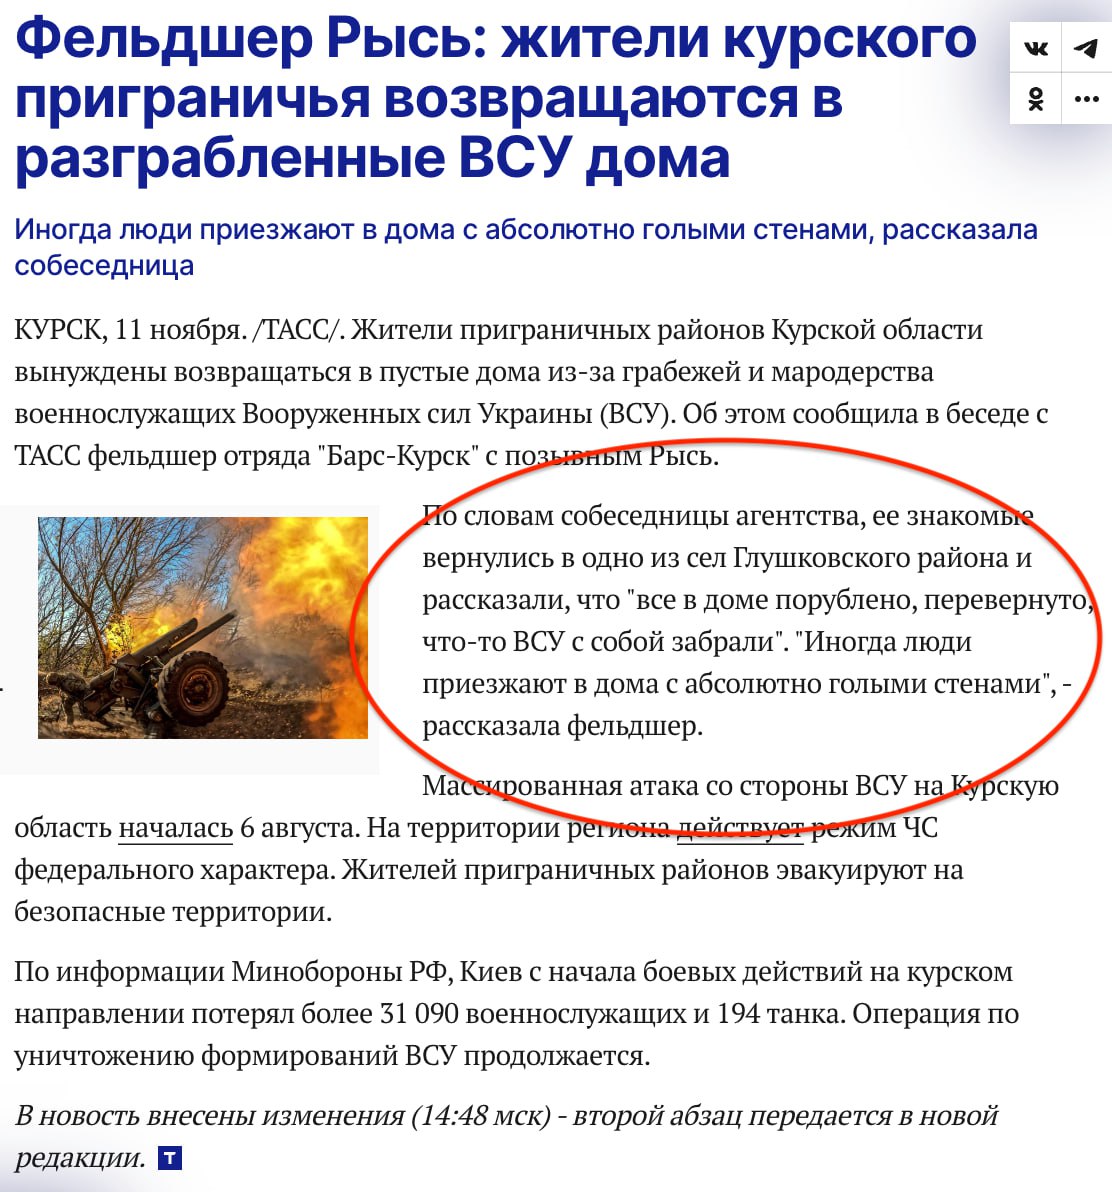 Фельдшер Рысь: жители курского
приграничья возвращаются в
разграбленные ВСУ дома
Иногда люди приезжают в дома с абсолютно голыми стенами, рассказала
собеседница
КУРСК, 11 ноября. /ТАСС/. Жители приграничных районов Курской области
вынуждены возвращаться в пустые дома из-за грабежей и мародерства
военнослужащих Вооруженных сил Украины (ВСУ). Об этом сообщила в беседе с
ТАСС фельдшер отряда "Барс-Курск" с позывным Рысь.
По словам собеседницы агентства, ее знакомые
вернулись в одно из сел Глушковского района и
рассказали, что "все в доме порублено, перевернуто,
что-то ВСУ с собой забрали". "Иногда люди
приезжают в дома с абсолютно голыми стенами", -
рассказала фельдшер.
Массированная атака со стороны ВСУ на Курскую
область началась 6 августа. На территории региона действует режим ЧС
федерального характера. Жителей приграничных районов эвакуируют на
безопасные территории.
По информации Минобороны РФ, Киев с начала боевых действий на курском
направлении потерял более 31 090 военнослужащих и 194 танка. Операция по
уничтожению формирований ВСУ продолжается.
В новость внесены изменения (14:48 мск) - второй абзац передается в новой
редакции. Т